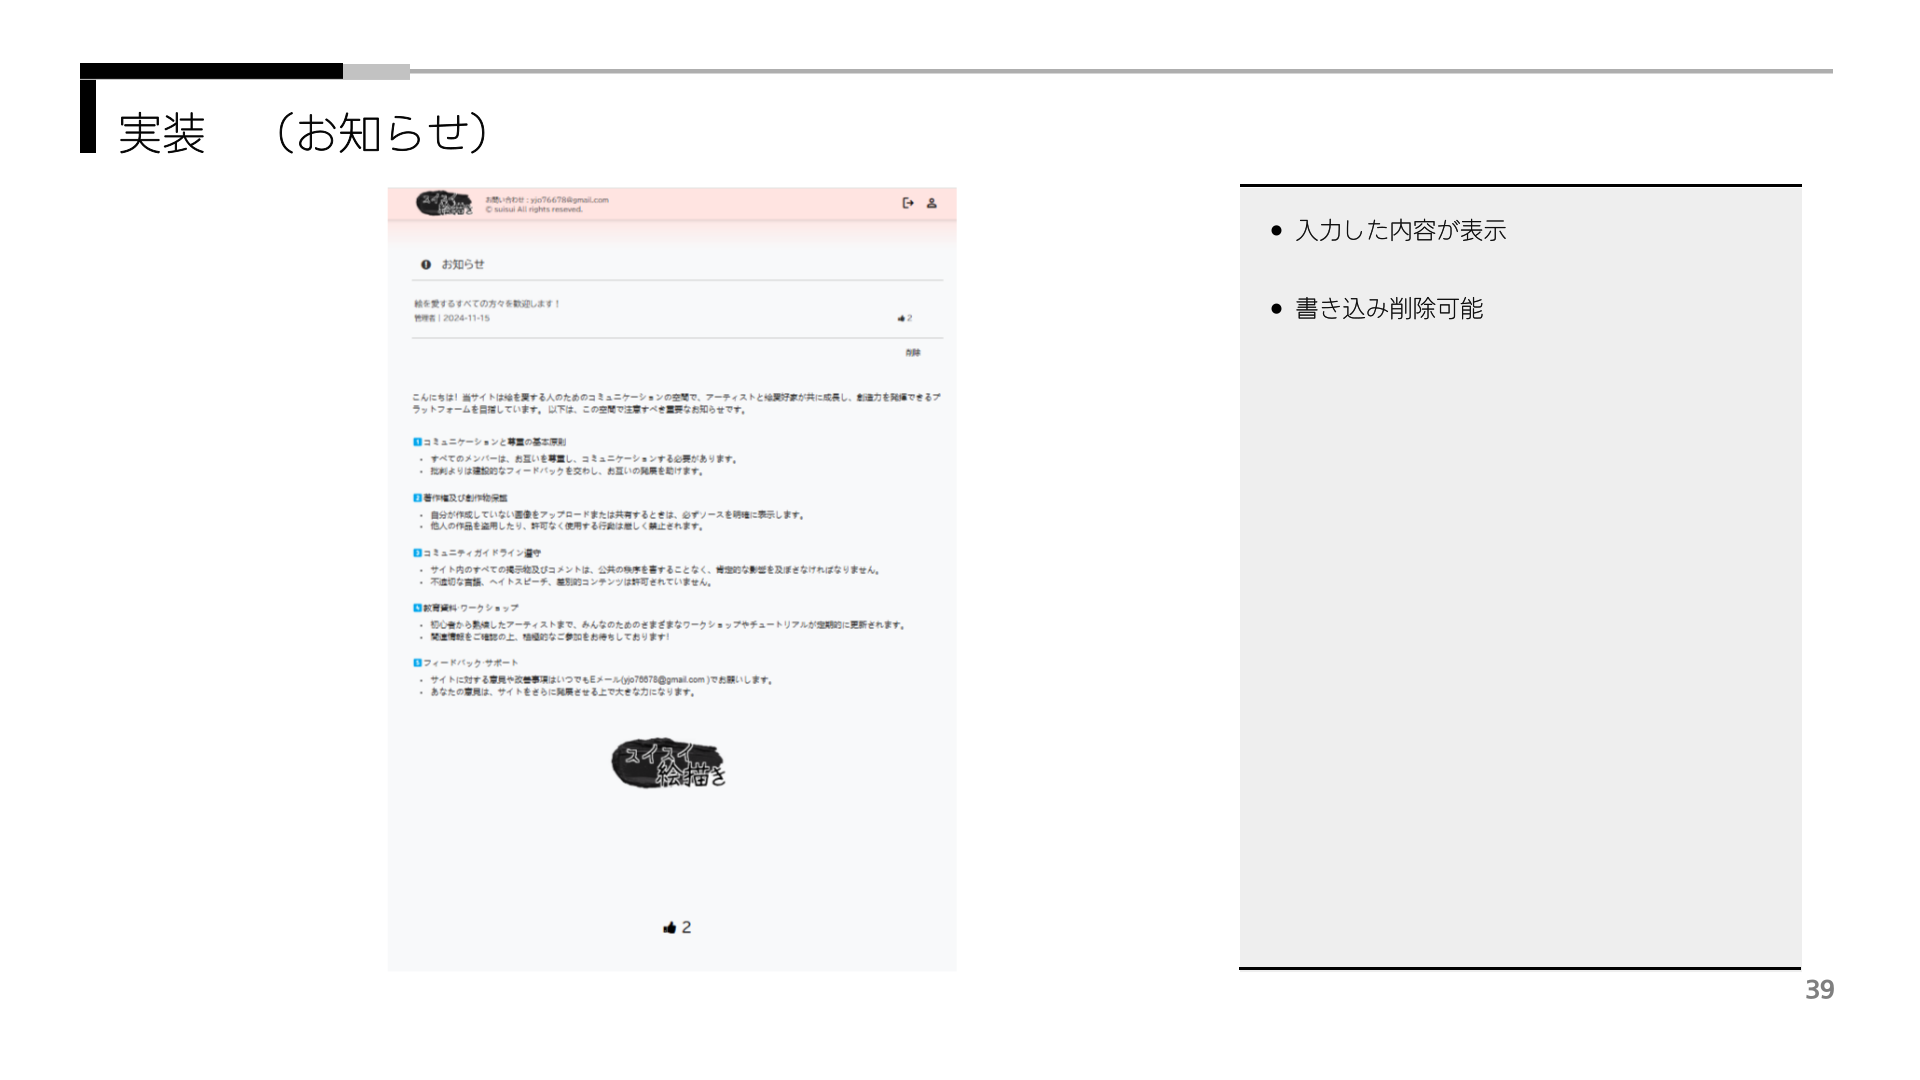 実装 （お知らせ）
スイスイ
絵描き
お問い合わせ : yjo76678@gmail.com
© suisui All rights reseved.
お知らせ
絵を愛するすべての方々を歓迎します！
管理者 | 2024-11-15
2
削除
こんにちは！ 当サイトは絵を愛する人のためのコミュニケーションの空間で、アーティストと絵愛好家が共に成長し、創造力を発揮できるプ
ラットフォームを目指しています。 以下は、この空間で注意すべき重要なお知らせです。
1 コミュニケーションと尊重の基本原則
• すべてのメンバーは、お互いを尊重し、コミュニケーションする必要があります。
• 批判よりは建設的なフィードバックを交わし、お互いの発展を助けます。
2 著作権及び創作物保護
• 自分が作成していない画像をアップロードまたは共有するときは、必ずソースを明確に表示します。
• 他人の作品を盗用したり、許可なく使用する行動は厳しく禁止されます。
3 コミュニティガイドライン遵守
• サイト内のすべての掲示物及びコメントは、公共の秩序を害することなく、肯定的な影響を及ぼさなければなりません。
• 不適切な言語、ヘイトスピーチ、差別的コンテンツは許可されていません。
4 教育資料·ワークショップ
• 初心者から熟練したアーティストまで、みんなのためのさまざまなワークショップやチュートリアルが定期的に更新されます。
• 関連情報をご確認の上、積極的なご参加をお待ちしております！
5 フィードバック·サポート
• サイトに対する意見や改善事項はいつでもEメール(yjo76678@gmail.com )でお願いします。
• あなたの意見は、サイトをさらに発展させる上で大きな力になります。
スイスイ
絵描き
2
● 入力した内容が表示
● 書き込み削除可能
39